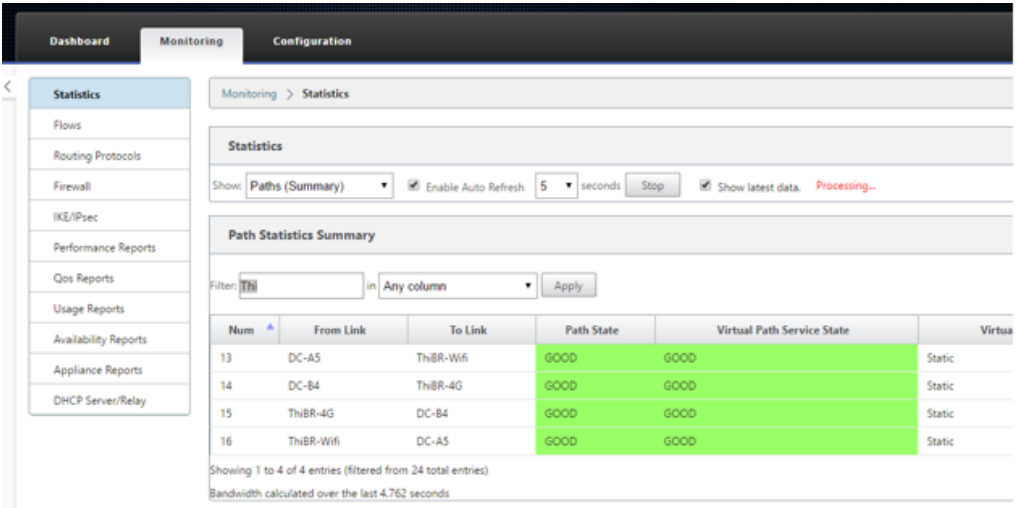 Dashboard Monitoring Configuration
Statistics
Flows
Routing Protocols
Firewall
IKE/IPsec
Performance Reports
Qos Reports
Usage Reports
Availability Reports
Appliance Reports
DHCP Server/Relay
Monitoring > Statistics
Statistics
Show: Paths (Summary) Enable Auto Refresh 5 seconds Stop Show latest data. Processing...
Path Statistics Summary
Filter: Thi in Any column Apply
Num From Link To Link Path State Virtual Path Service State Virtua
13 DC-A5 ThiBR-Wifi GOOD GOOD Static
14 DC-B4 ThiBR-4G GOOD GOOD Static
15 ThiBR-4G DC-B4 GOOD GOOD Static
16 ThiBR-Wifi DC-A5 GOOD GOOD Static
Showing 1 to 4 of 4 entries (filtered from 24 total entries)
Bandwidth calculated over the last 4.762 seconds